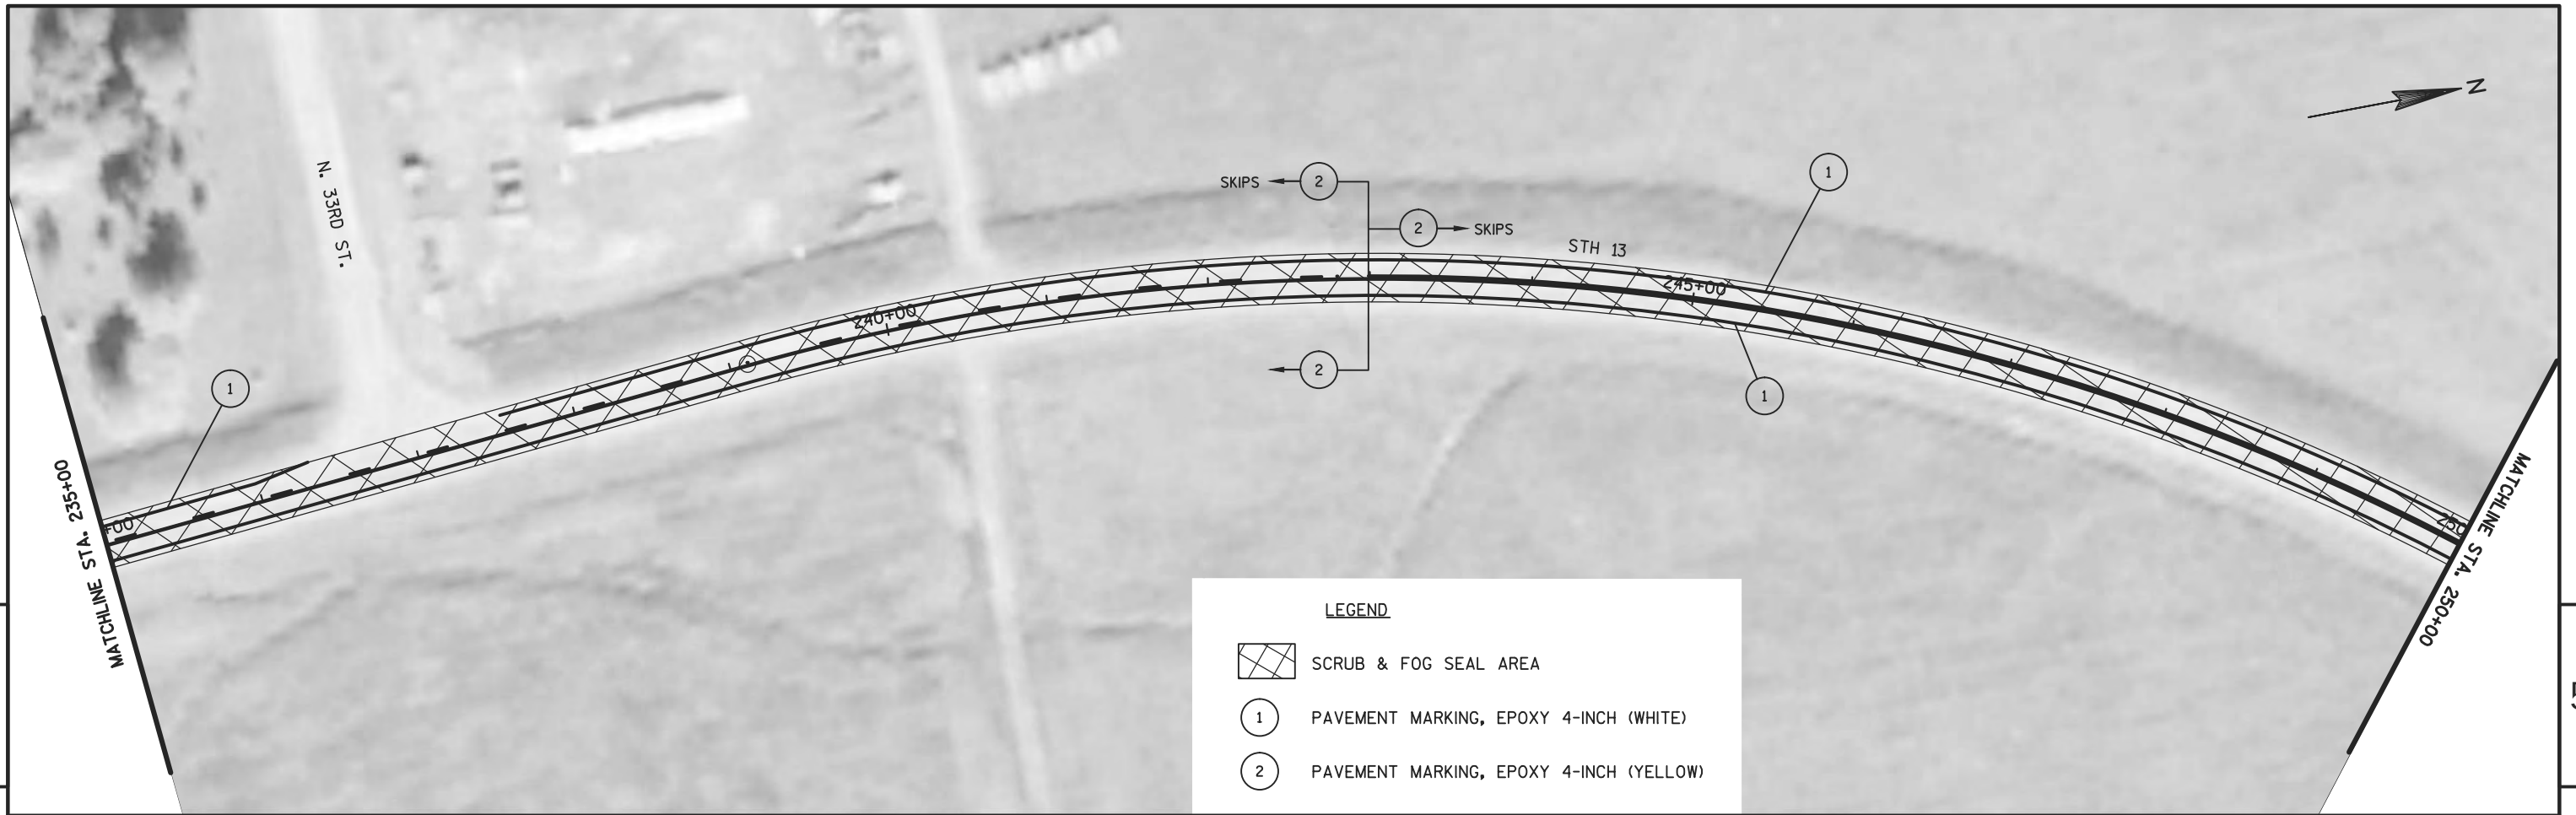 N
N. 33RD ST.
SKIPS
2
2
SKIPS
1
STH 13
245+00
240+00
1
2
1
+00
MATCHLINE STA. 235+00
250
MATCHLINE STA. 250+00
LEGEND
SCRUB & FOG SEAL AREA
1 PAVEMENT MARKING, EPOXY 4-INCH (WHITE)
2 PAVEMENT MARKING, EPOXY 4-INCH (YELLOW)